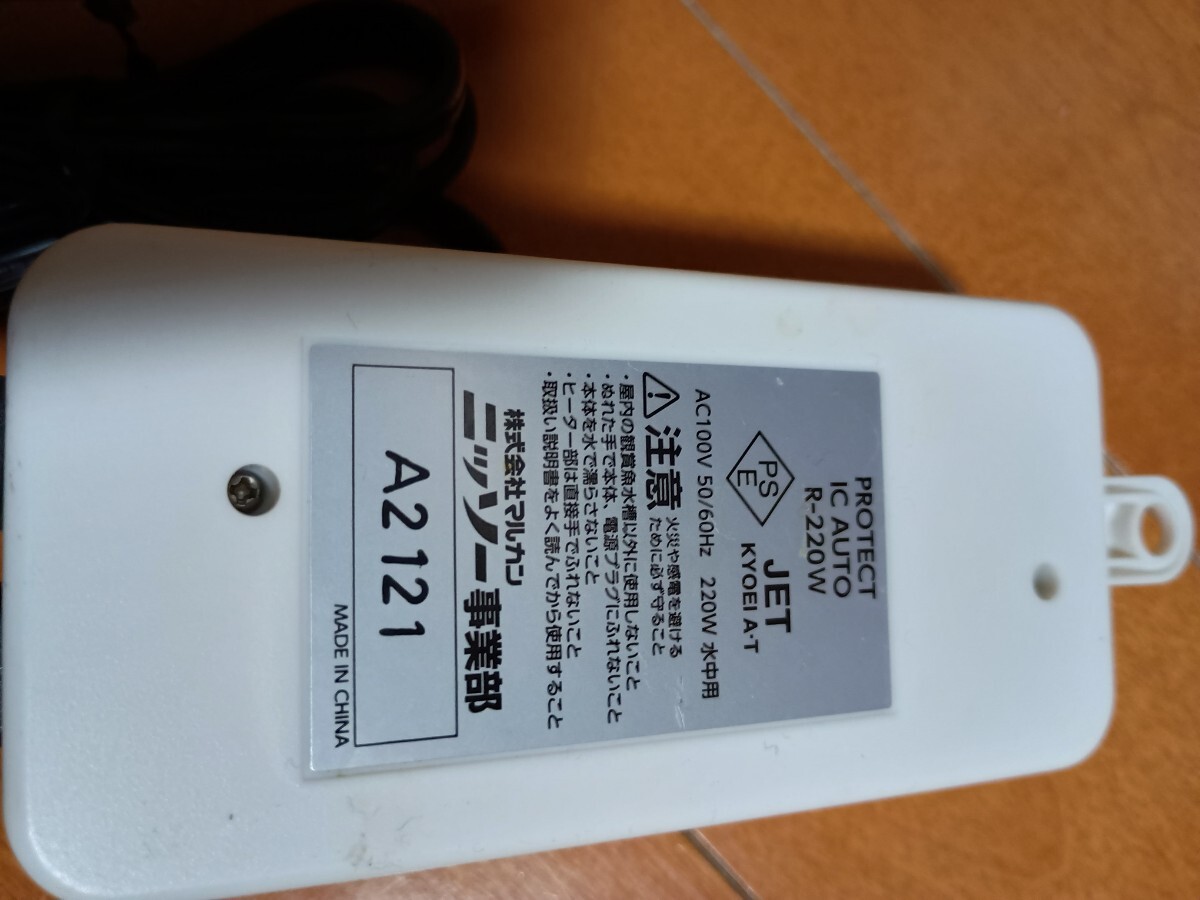 PROTECT
IC AUTO
R-220W
PS
E
JET
KYOEI A·T
AC100V 50/60Hz 220W 水中用
注意 火災や感電を避ける
ために必ず守ること
・屋内の観賞魚水槽以外に使用しないこと
・ぬれた手で本体、電源プラグにふれないこと
・本体を水で濡らさないこと
・ヒーター部は直接手でふれないこと
・取扱い説明書をよく読んでから使用すること
株式会社マルカン
ニッソー事業部
A2121
MADE IN CHINA